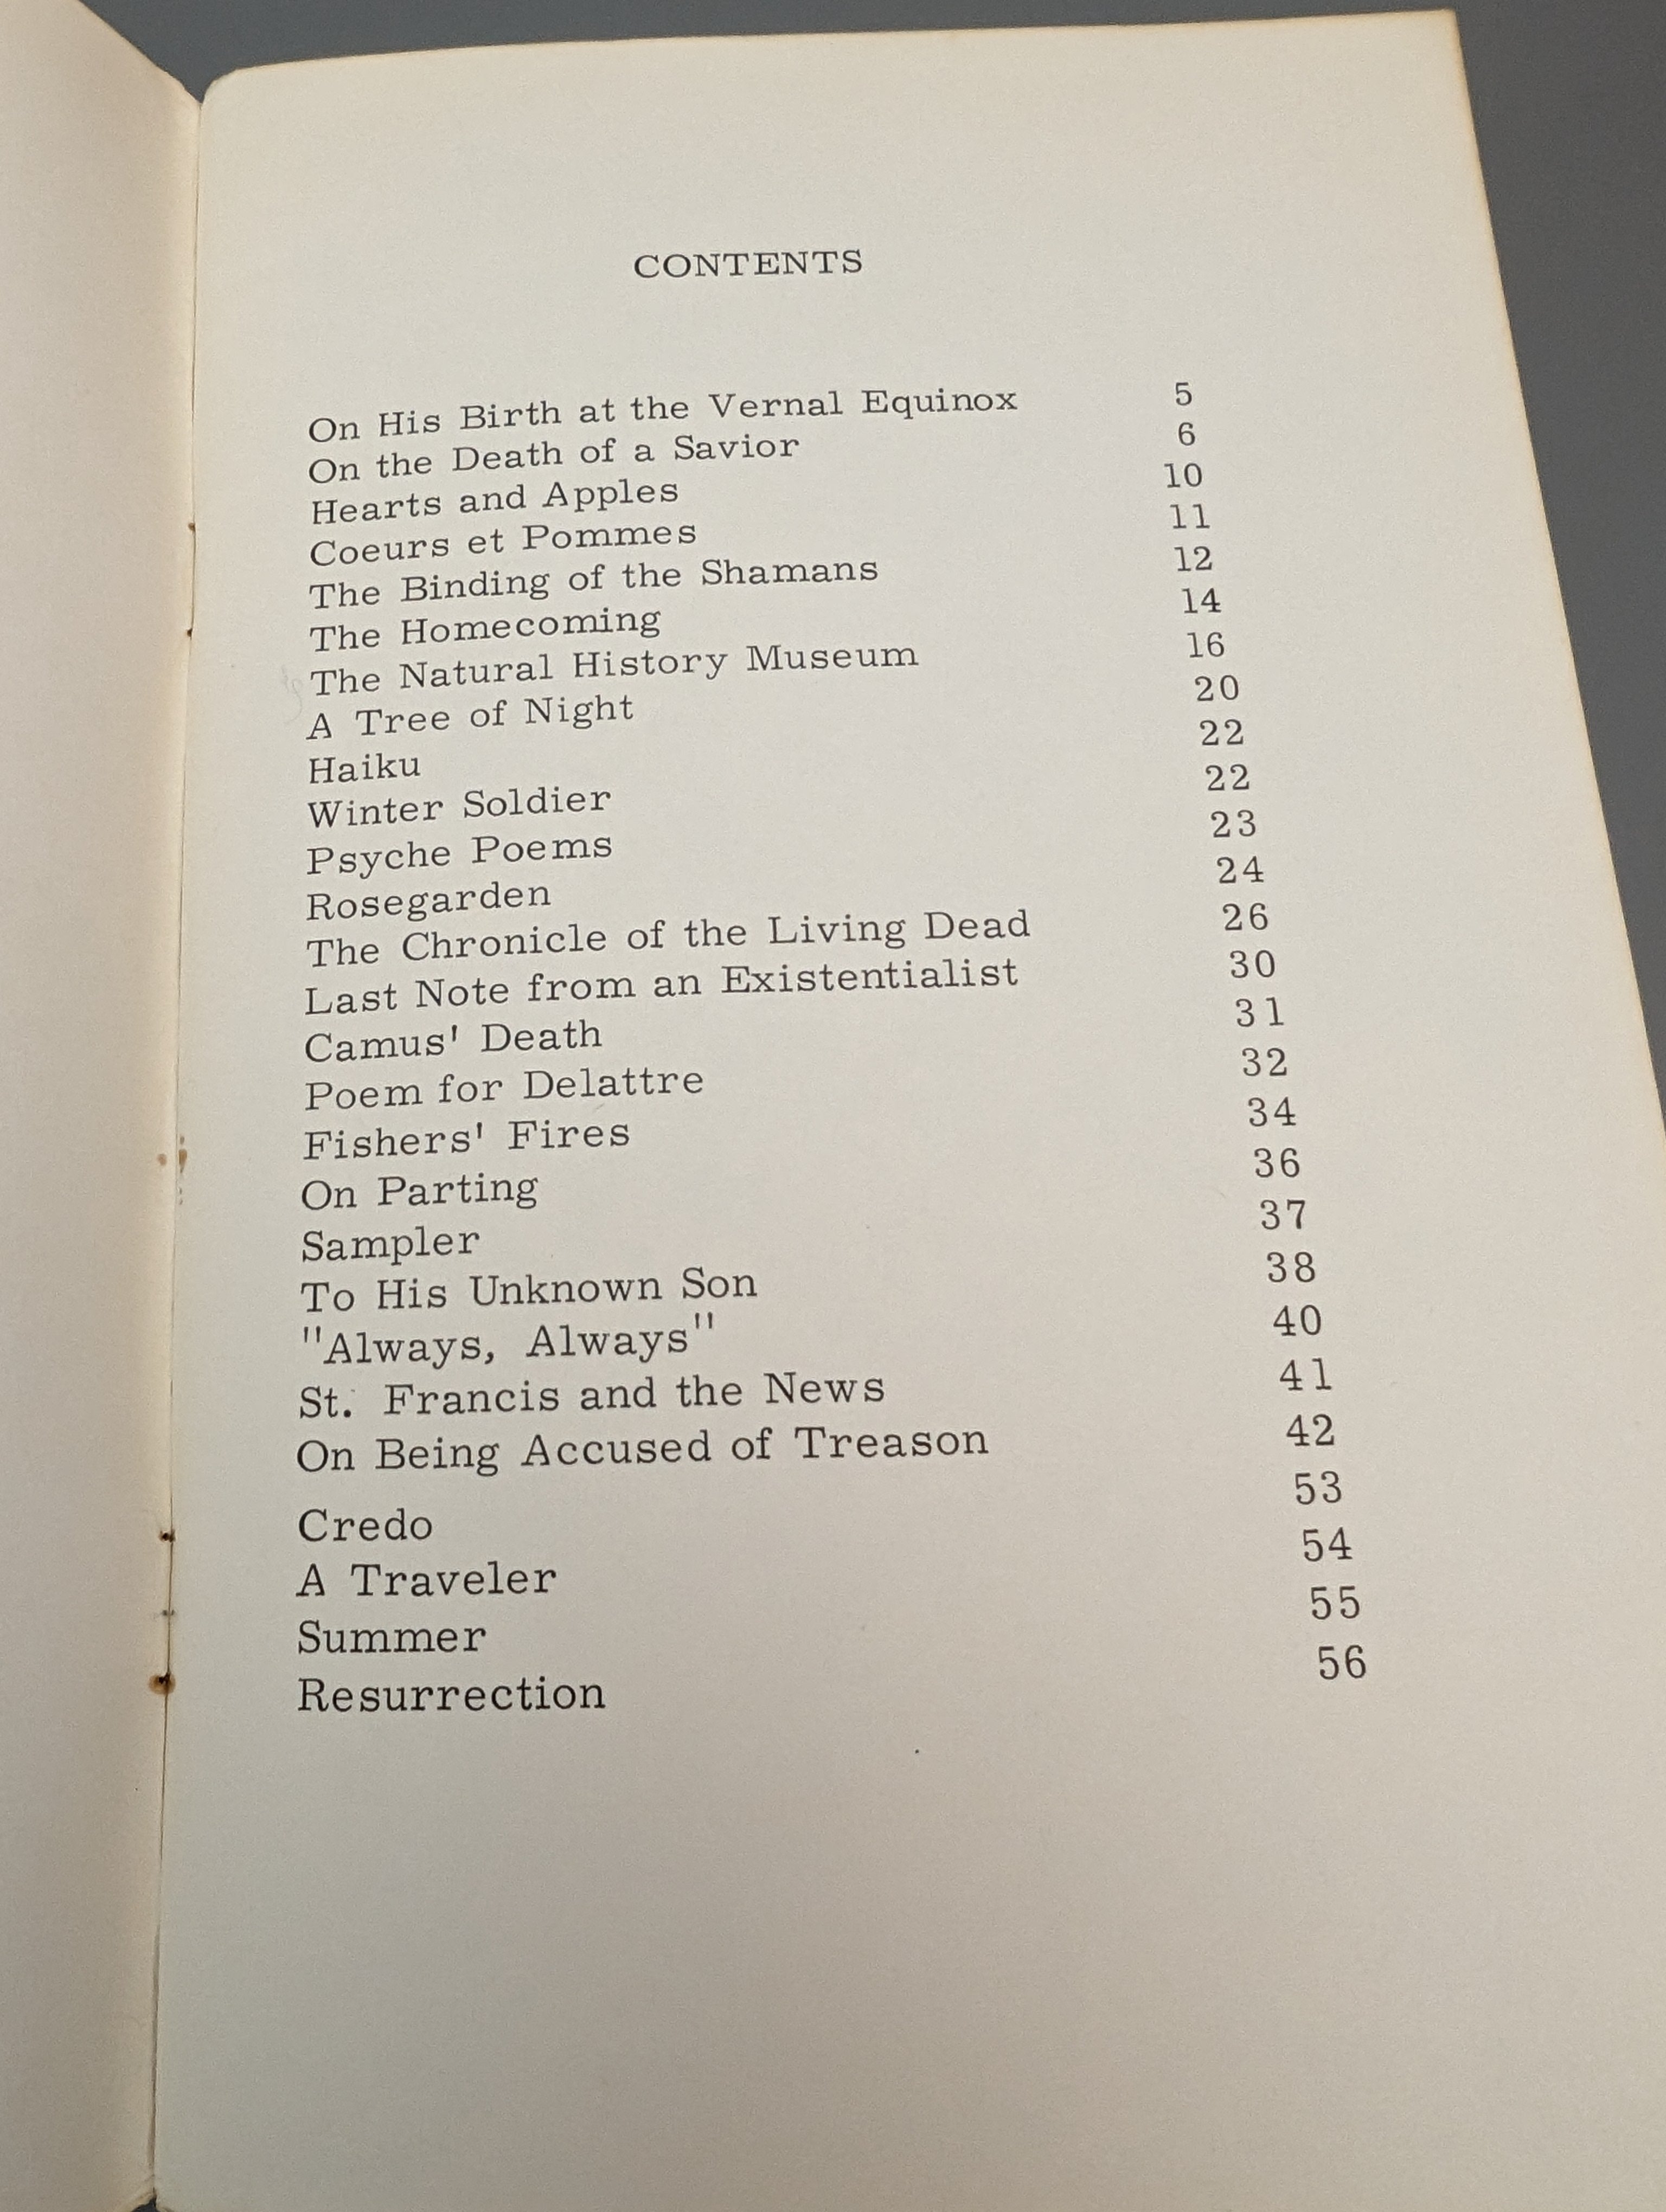 CONTENTS
On His Birth at the Vernal Equinox 5
On the Death of a Savior 6
Hearts and Apples 10
Coeurs et Pommes 11
The Binding of the Shamans 12
The Homecoming 14
The Natural History Museum 16
A Tree of Night 20
Haiku 22
Winter Soldier 22
Psyche Poems 23
Rosegarden 24
The Chronicle of the Living Dead 26
Last Note from an Existentialist 30
Camus' Death 31
Poem for Delattre 32
Fishers' Fires 34
On Parting 36
Sampler 37
To His Unknown Son 38
"Always, Always" 40
St. Francis and the News 41
On Being Accused of Treason 42
Credo 53
A Traveler 54
Summer 55
Resurrection 56